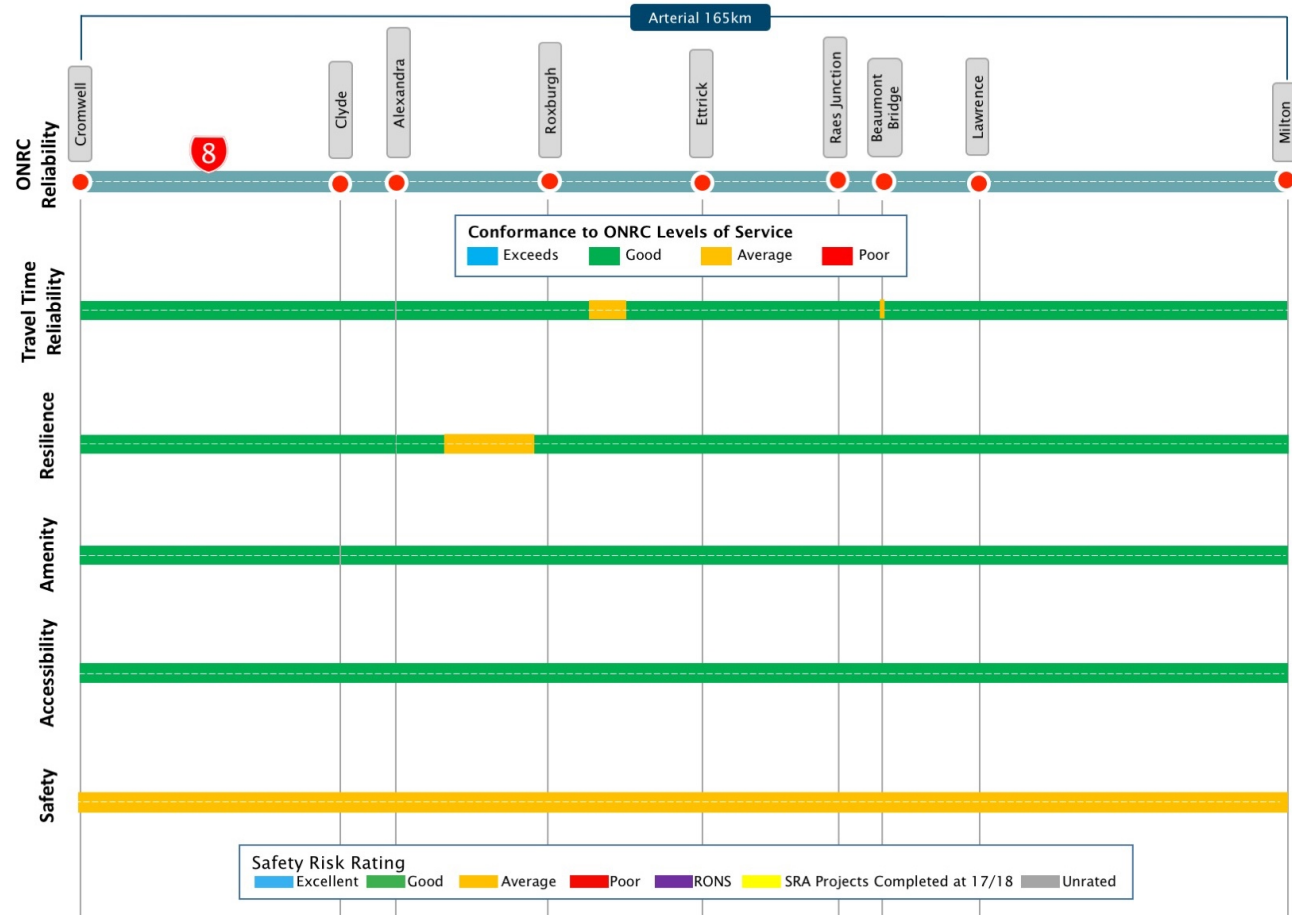 Arterial 165km
Cromwell
Clyde
Alexandra
Roxburgh
Ettrick
Raes Junction
Beaumont
Bridge
Lawrence
Milton
8
ONRC
Reliability
Conformance to ONRC Levels of Service
Exceeds Good Average Poor
Travel Time
Reliability
Resilience
Amenity
Accessibility
Safety
Safety Risk Rating
Excellent Good Average Poor RONS SRA Projects Completed at 17/18 Unrated